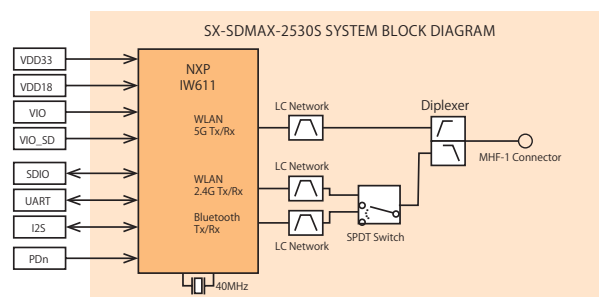 SX-SDMAX-2530S SYSTEM BLOCK DIAGRAM
VDD33
VDD18
VIO
VIO_SD
SDIO
UART
I2S
PDn
NXP
IW611
WLAN
5G Tx/Rx
WLAN
2.4G Tx/Rx
Bluetooth
Tx/Rx
40MHz
LC Network
LC Network
LC Network
SPDT Switch
Diplexer
MHF-1 Connector